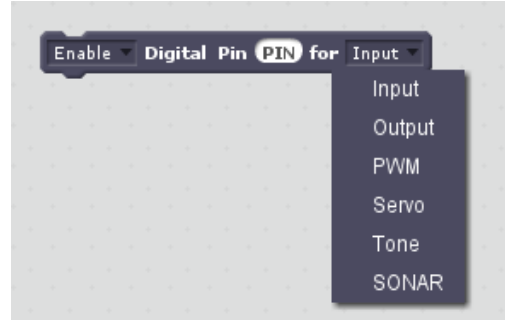 Enable Digital Pin PIN for Input
Input
Output
PWM
Servo
Tone
SONAR